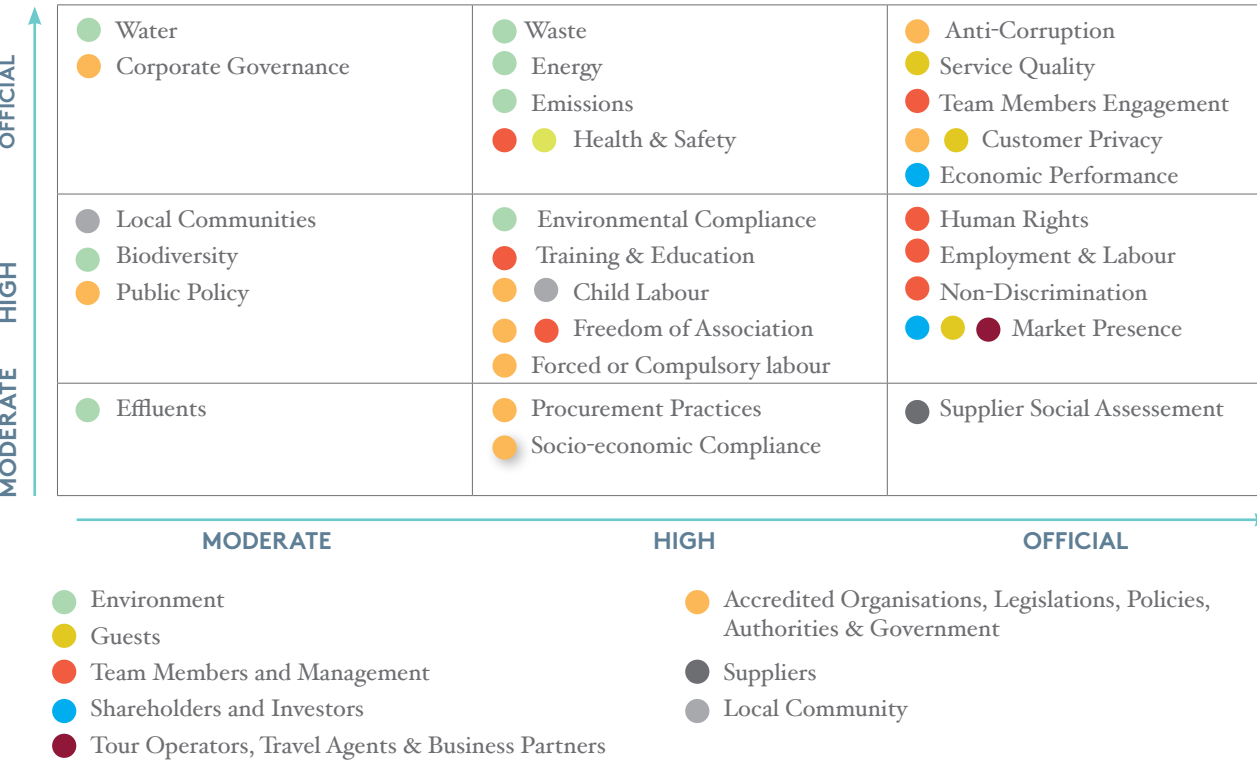 OFFICIAL
Water
Corporate Governance
Waste
Energy
Emissions
Health & Safety
Anti-Corruption
Service Quality
Team Members Engagement
Customer Privacy
Economic Performance
HIGH
Local Communities
Biodiversity
Public Policy
Environmental Compliance
Training & Education
Child Labour
Freedom of Association
Forced or Compulsory labour
Human Rights
Employment & Labour
Non-Discrimination
Market Presence
MODERATE
Effluents
Procurement Practices
Socio-economic Compliance
Supplier Social Assessement
MODERATE
HIGH
OFFICIAL
Environment
Guests
Team Members and Management
Shareholders and Investors
Tour Operators, Travel Agents & Business Partners
Accredited Organisations, Legislations, Policies,
Authorities & Government
Suppliers
Local Community